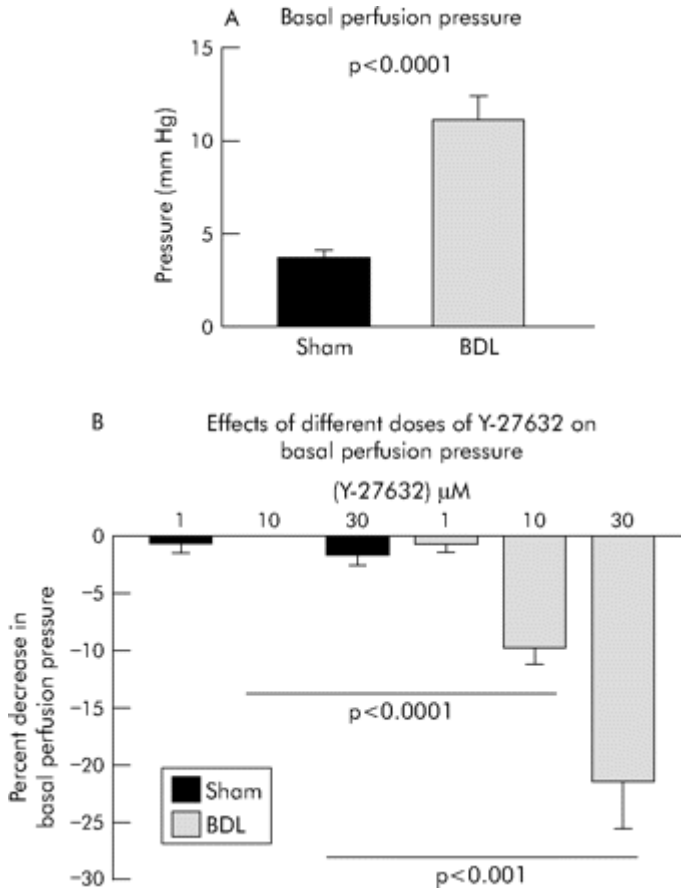 A Basal perfusion pressure
15
p<0.0001
10
Pressure (mm Hg)
5
0
Sham BDL
B Effects of different doses of Y-27632 on
basal perfusion pressure
(Y-27632) μM
1 10 30 1 10 30
0
−5
−10
−15
−20
−25
−30
Percent decrease in
basal perfusion pressure
p<0.0001
Sham
BDL
p<0.001